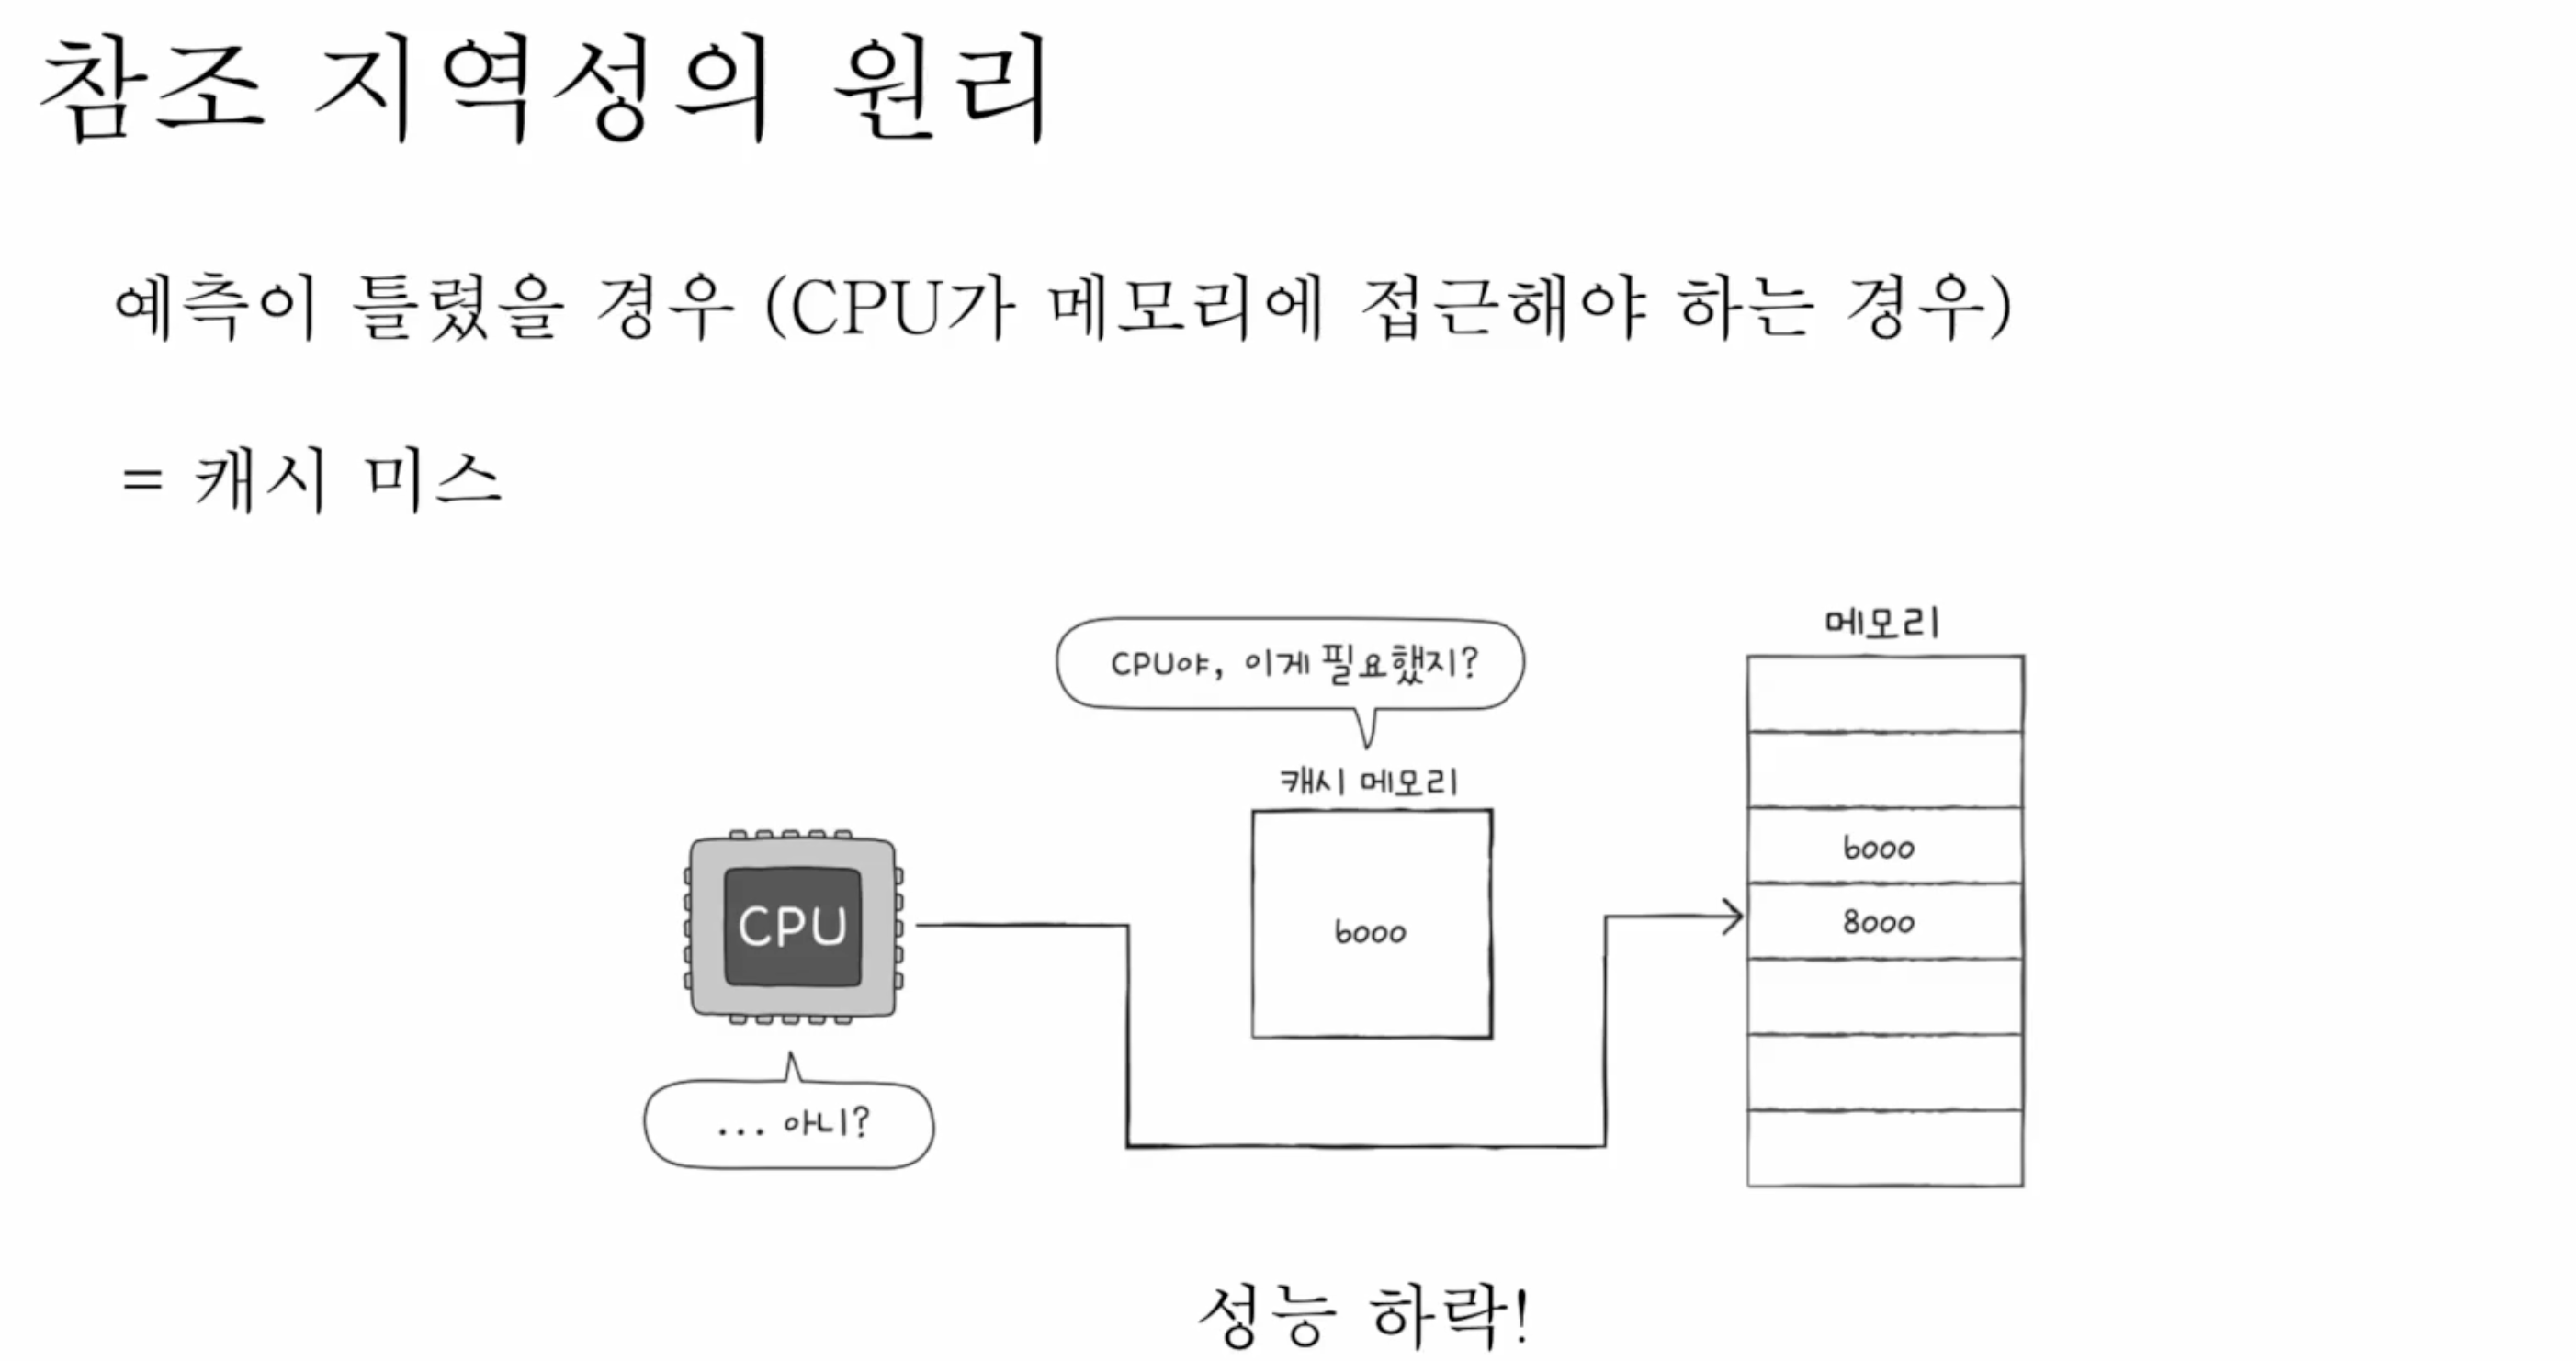 참조 지역성의 원리
예측이 틀렸을 경우 (CPU가 메모리에 접근해야 하는 경우)
= 캐시 미스
CPU야, 이게 필요했지?
캐시 메모리
6000
CPU
... 아니?
메모리
6000
8000
성능 하락!